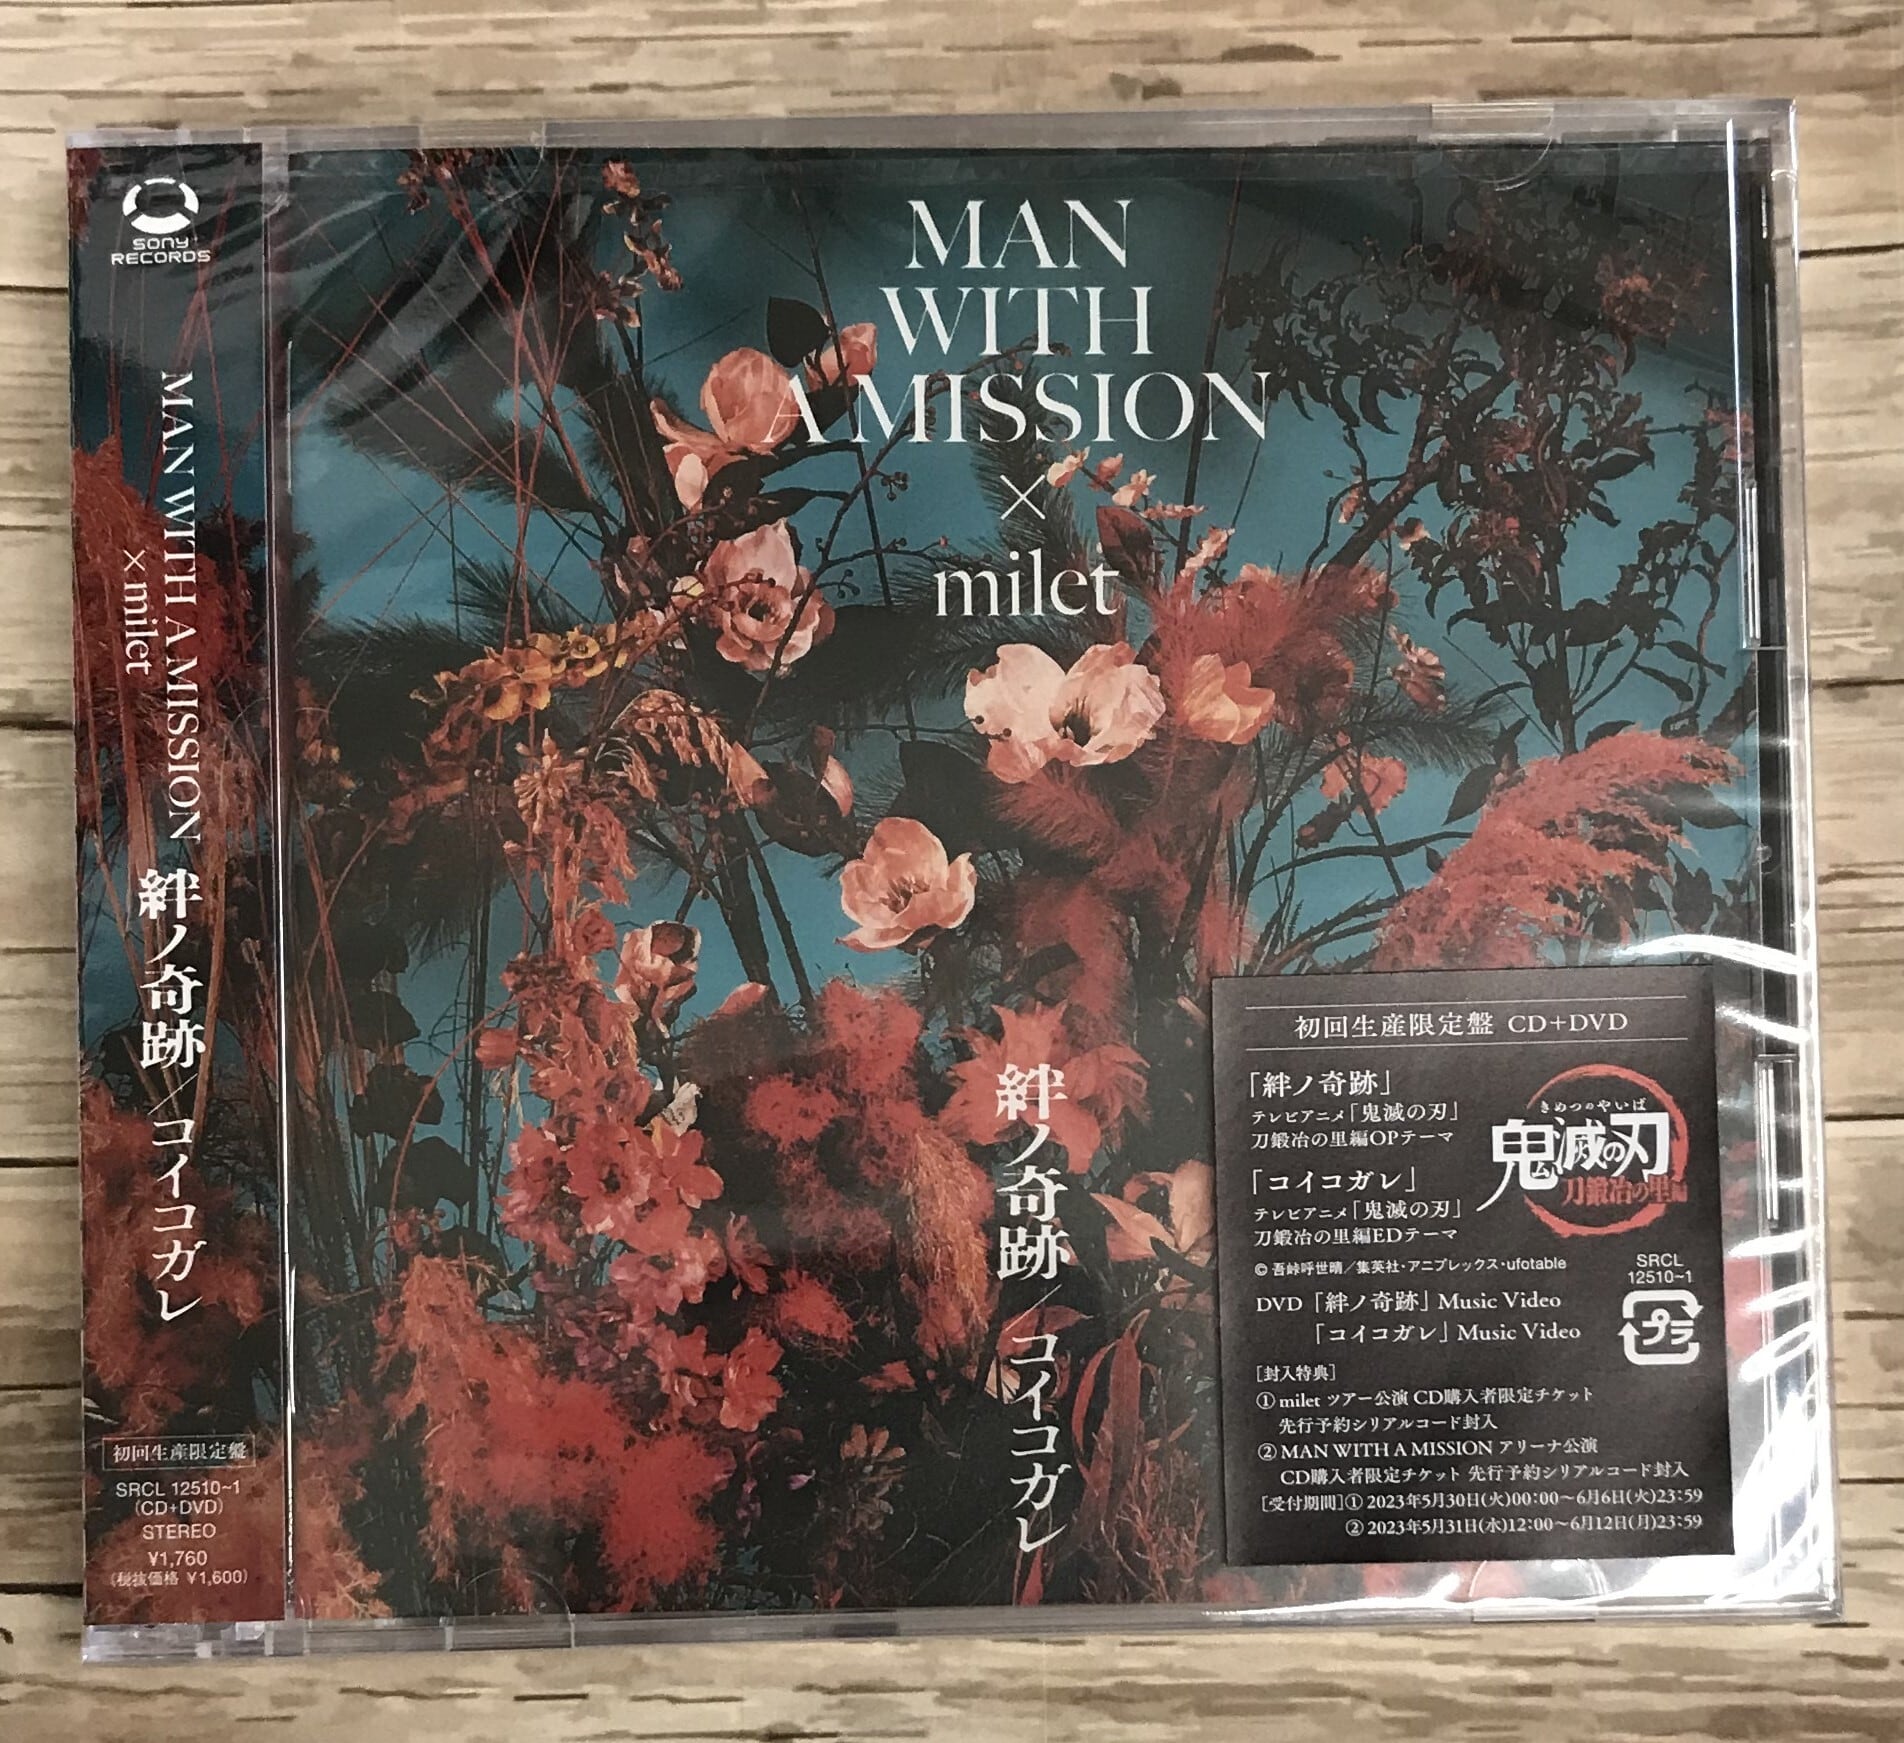 SONY
RECORDS
MAN WITH A MISSION
×milet
絆ノ奇跡/コイコガレ
初回生産限定盤
SRCL 12510~1
(CD+DVD)
STEREO
¥1,760
(税抜価格 ¥1,600)
MAN
WITH
A MISSION
×
milet
絆ノ奇跡/コイコガレ
初回生産限定盤 CD+DVD
「絆ノ奇跡」
テレビアニメ「鬼滅の刃」
刀鍛冶の里編OPテーマ
「コイコガレ」
テレビアニメ「鬼滅の刃」
刀鍛冶の里編EDテーマ
きめつのやいば
鬼滅の刃
刀鍛冶の里編
©吾峠呼世晴/集英社・アニプレックス・ufotable
SRCL
12510~1
DVD「絆ノ奇跡」Music Video
「コイコガレ」Music Video
プラ
[封入特典]
①milet ツアー公演 CD購入者限定チケット
先行予約シリアルコード封入
②MAN WITH A MISSION アリーナ公演
CD購入者限定チケット 先行予約シリアルコード封入
[受付期間]①2023年5月30日(火)00:00~6月6日(火)23:59
②2023年5月31日(水)12:00~6月12日(月)23:59